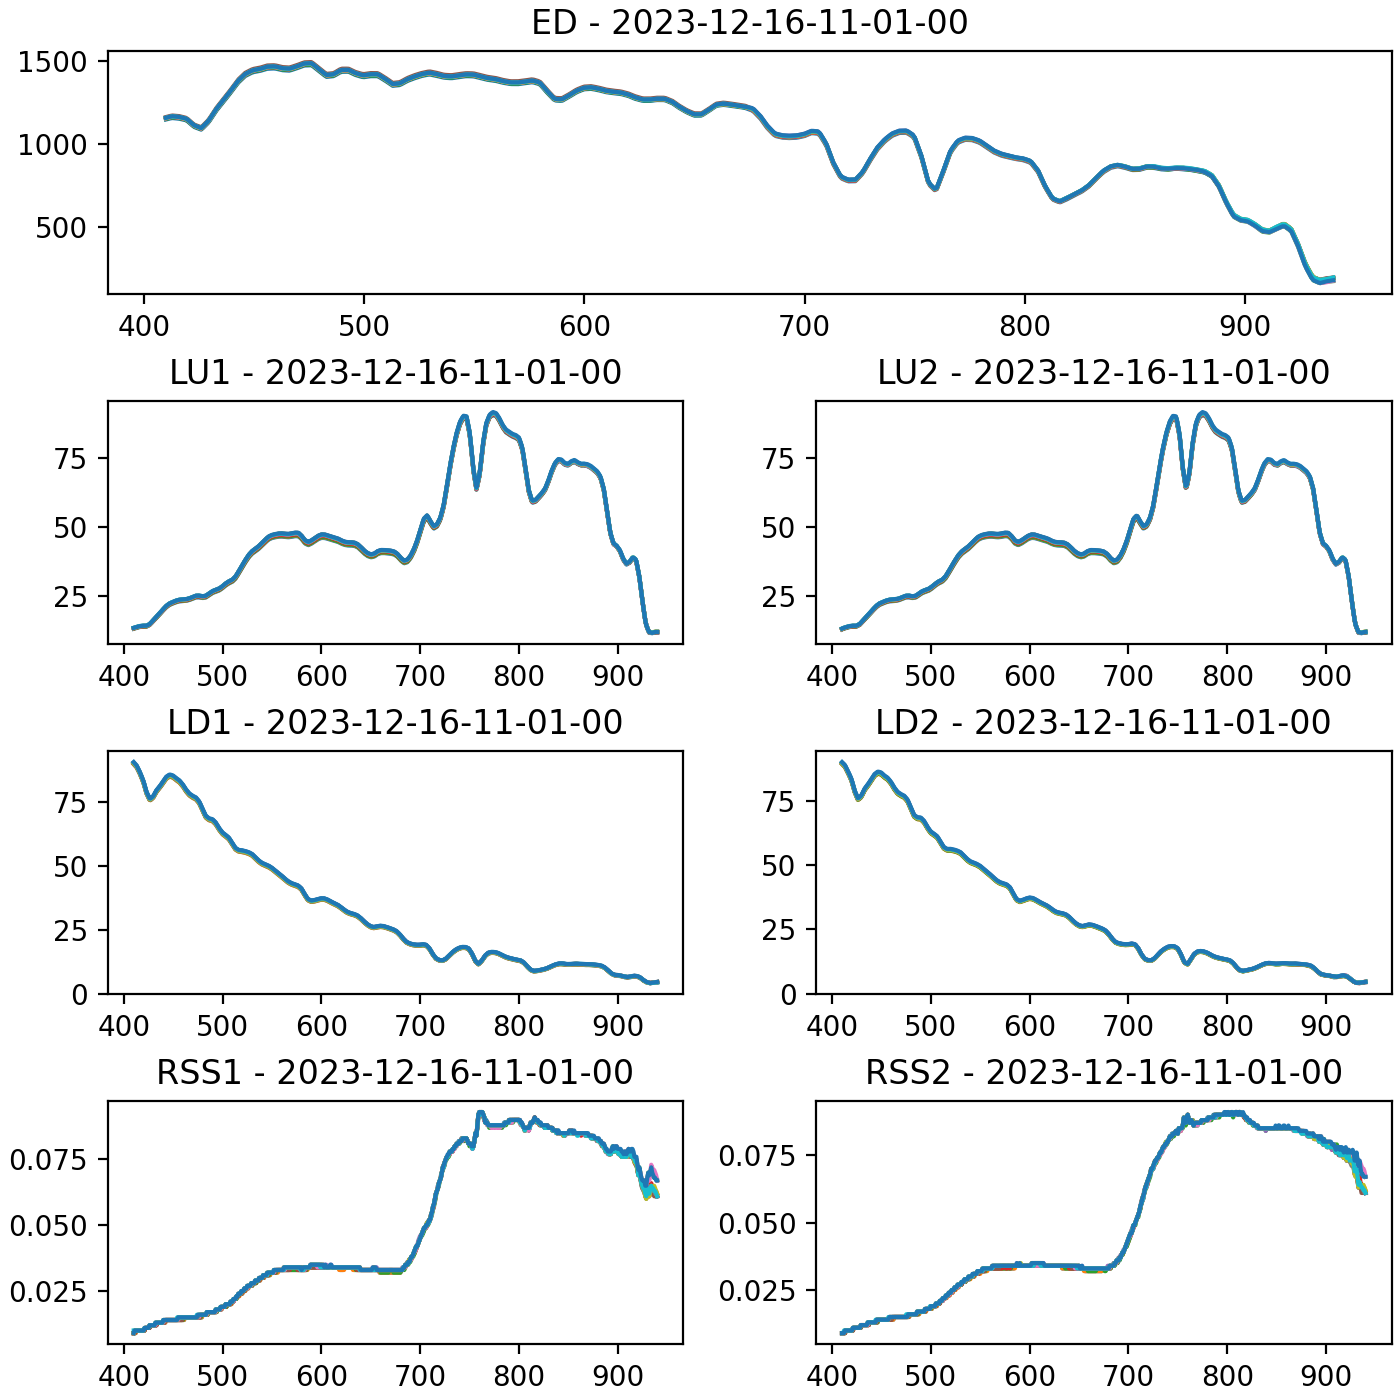 ED - 2023-12-16-11-01-00
1500
1000
500
400 500 600 700 800 900
LU1 - 2023-12-16-11-01-00
75
50
25
400 500 600 700 800 900
LU2 - 2023-12-16-11-01-00
75
50
25
400 500 600 700 800 900
LD1 - 2023-12-16-11-01-00
75
50
25
0
400 500 600 700 800 900
LD2 - 2023-12-16-11-01-00
75
50
25
0
400 500 600 700 800 900
RSS1 - 2023-12-16-11-01-00
0.075
0.050
0.025
400 500 600 700 800 900
RSS2 - 2023-12-16-11-01-00
0.075
0.050
0.025
400 500 600 700 800 900